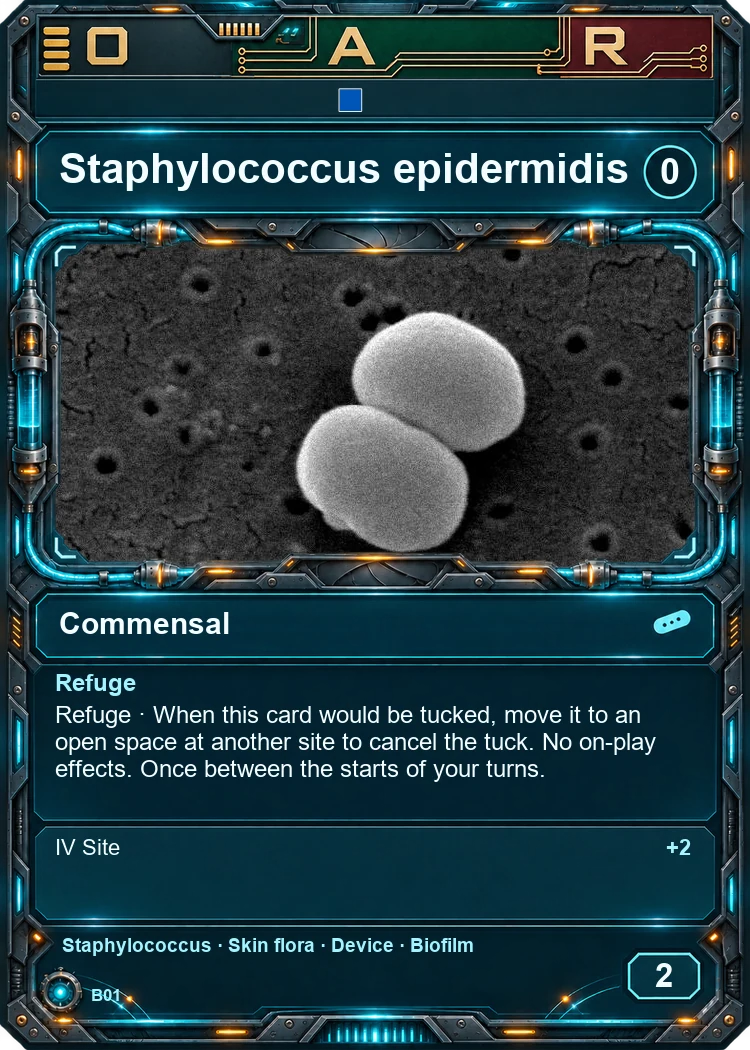 O A R
Staphylococcus epidermidis 0
Commensal
Refuge
Refuge · When this card would be tucked, move it to an
open space at another site to cancel the tuck. No on-play
effects. Once between the starts of your turns.
IV Site +2
Staphylococcus · Skin flora · Device · Biofilm
B01
2